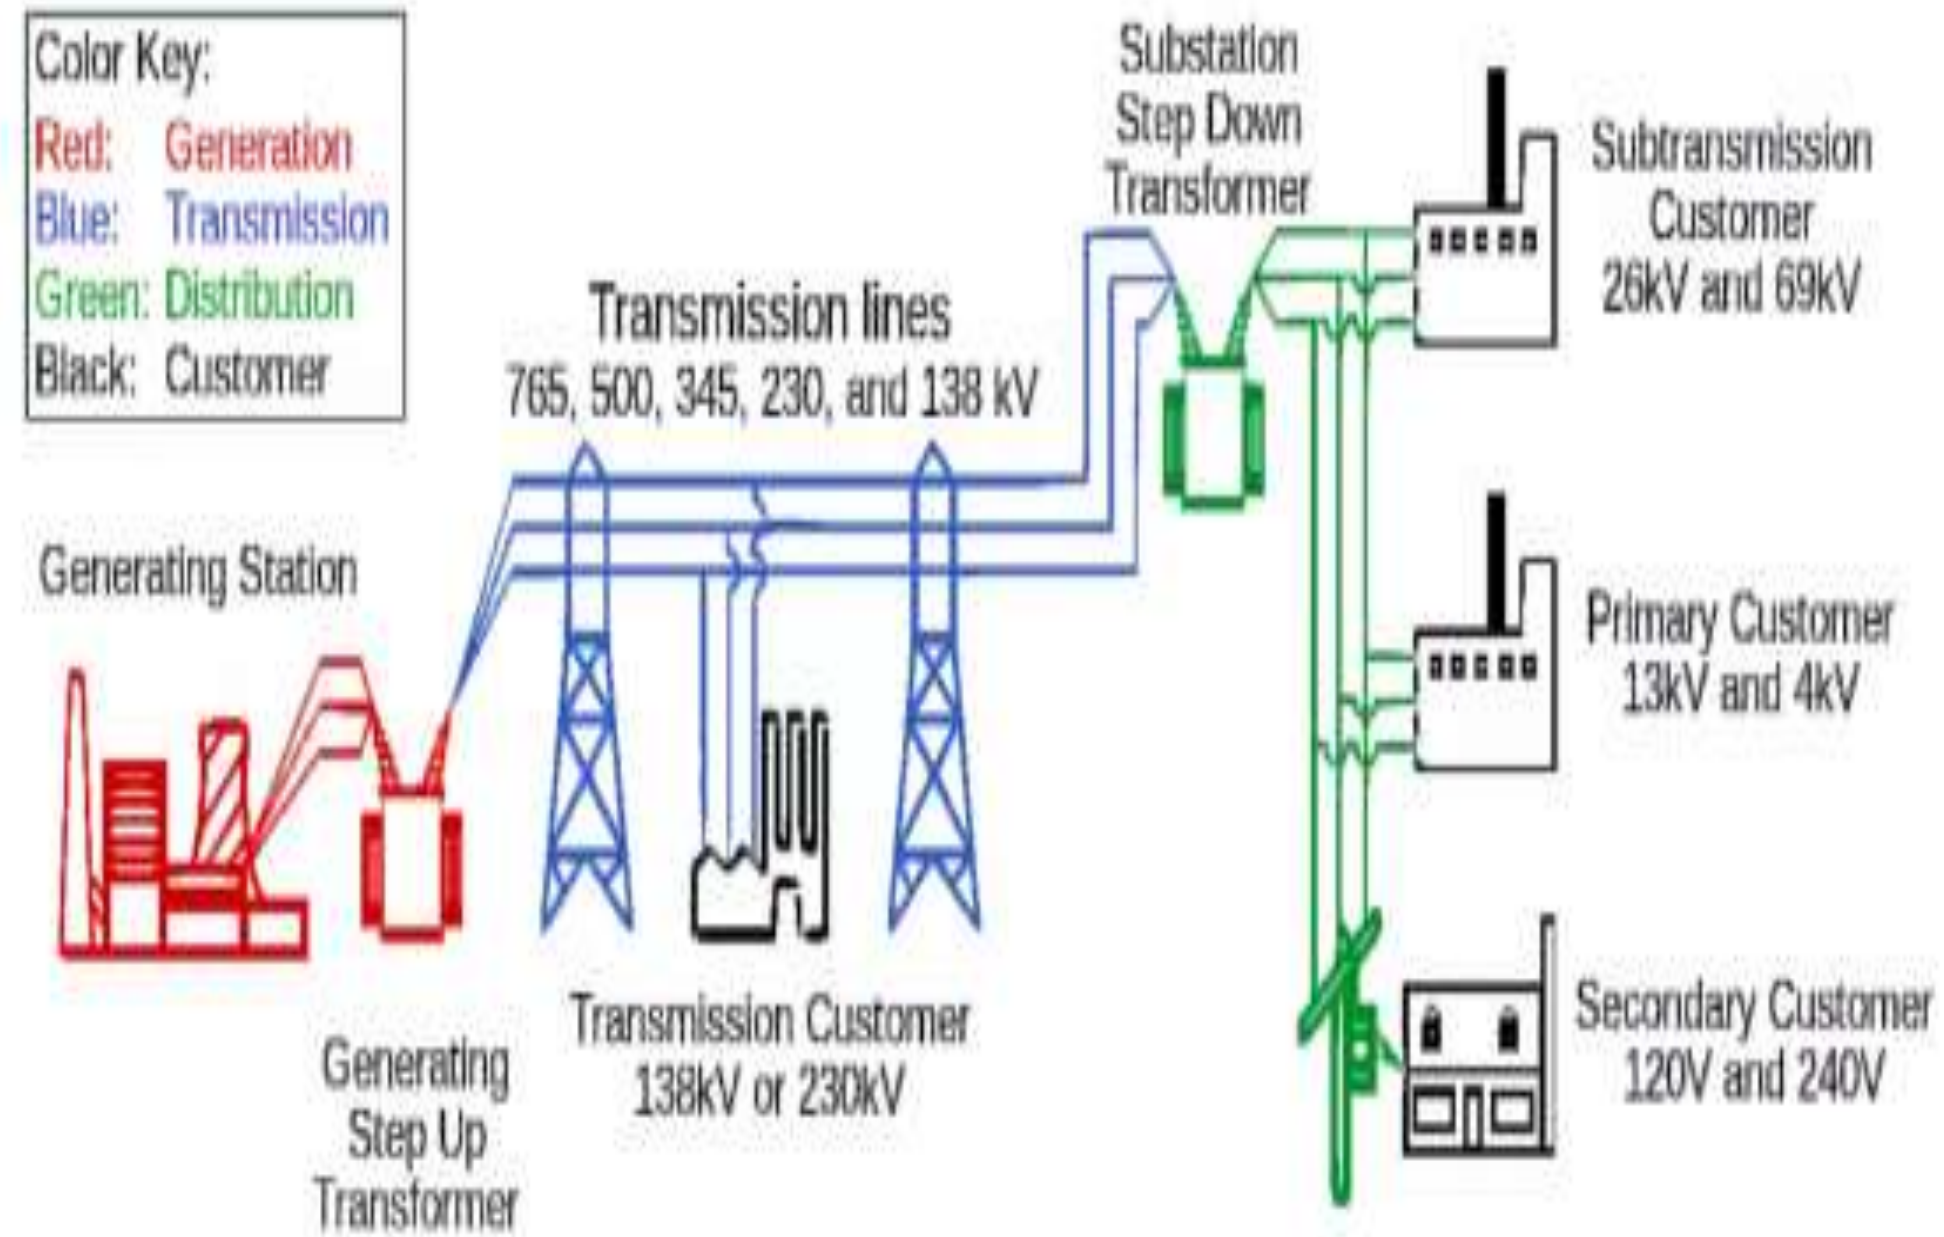 Color Key:
Red: Generation
Blue: Transmission
Green: Distribution
Black: Customer
Substation
Step Down
Transformer
Subtransmission
Customer
26kV and 69kV
Transmission lines
765, 500, 345, 230, and 138 kV
Generating Station
Primary Customer
13kV and 4kV
Transmission Customer
138kV or 230kV
Generating
Step Up
Transformer
Secondary Customer
120V and 240V